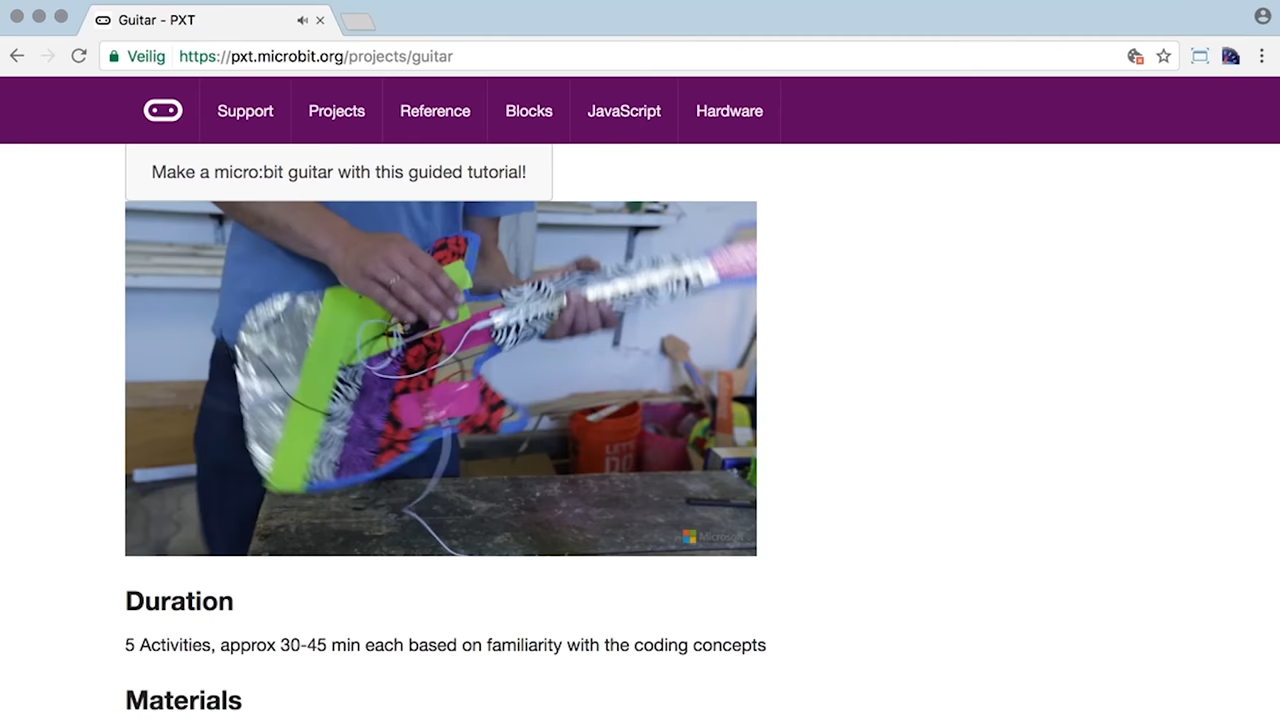 Guitar - PXT
Veilig https://pxt.microbit.org/projects/guitar
Support Projects Reference Blocks JavaScript Hardware
Make a micro:bit guitar with this guided tutorial!
LET'S
DO
Microsoft
Duration
5 Activities, approx 30-45 min each based on familiarity with the coding concepts
Materials